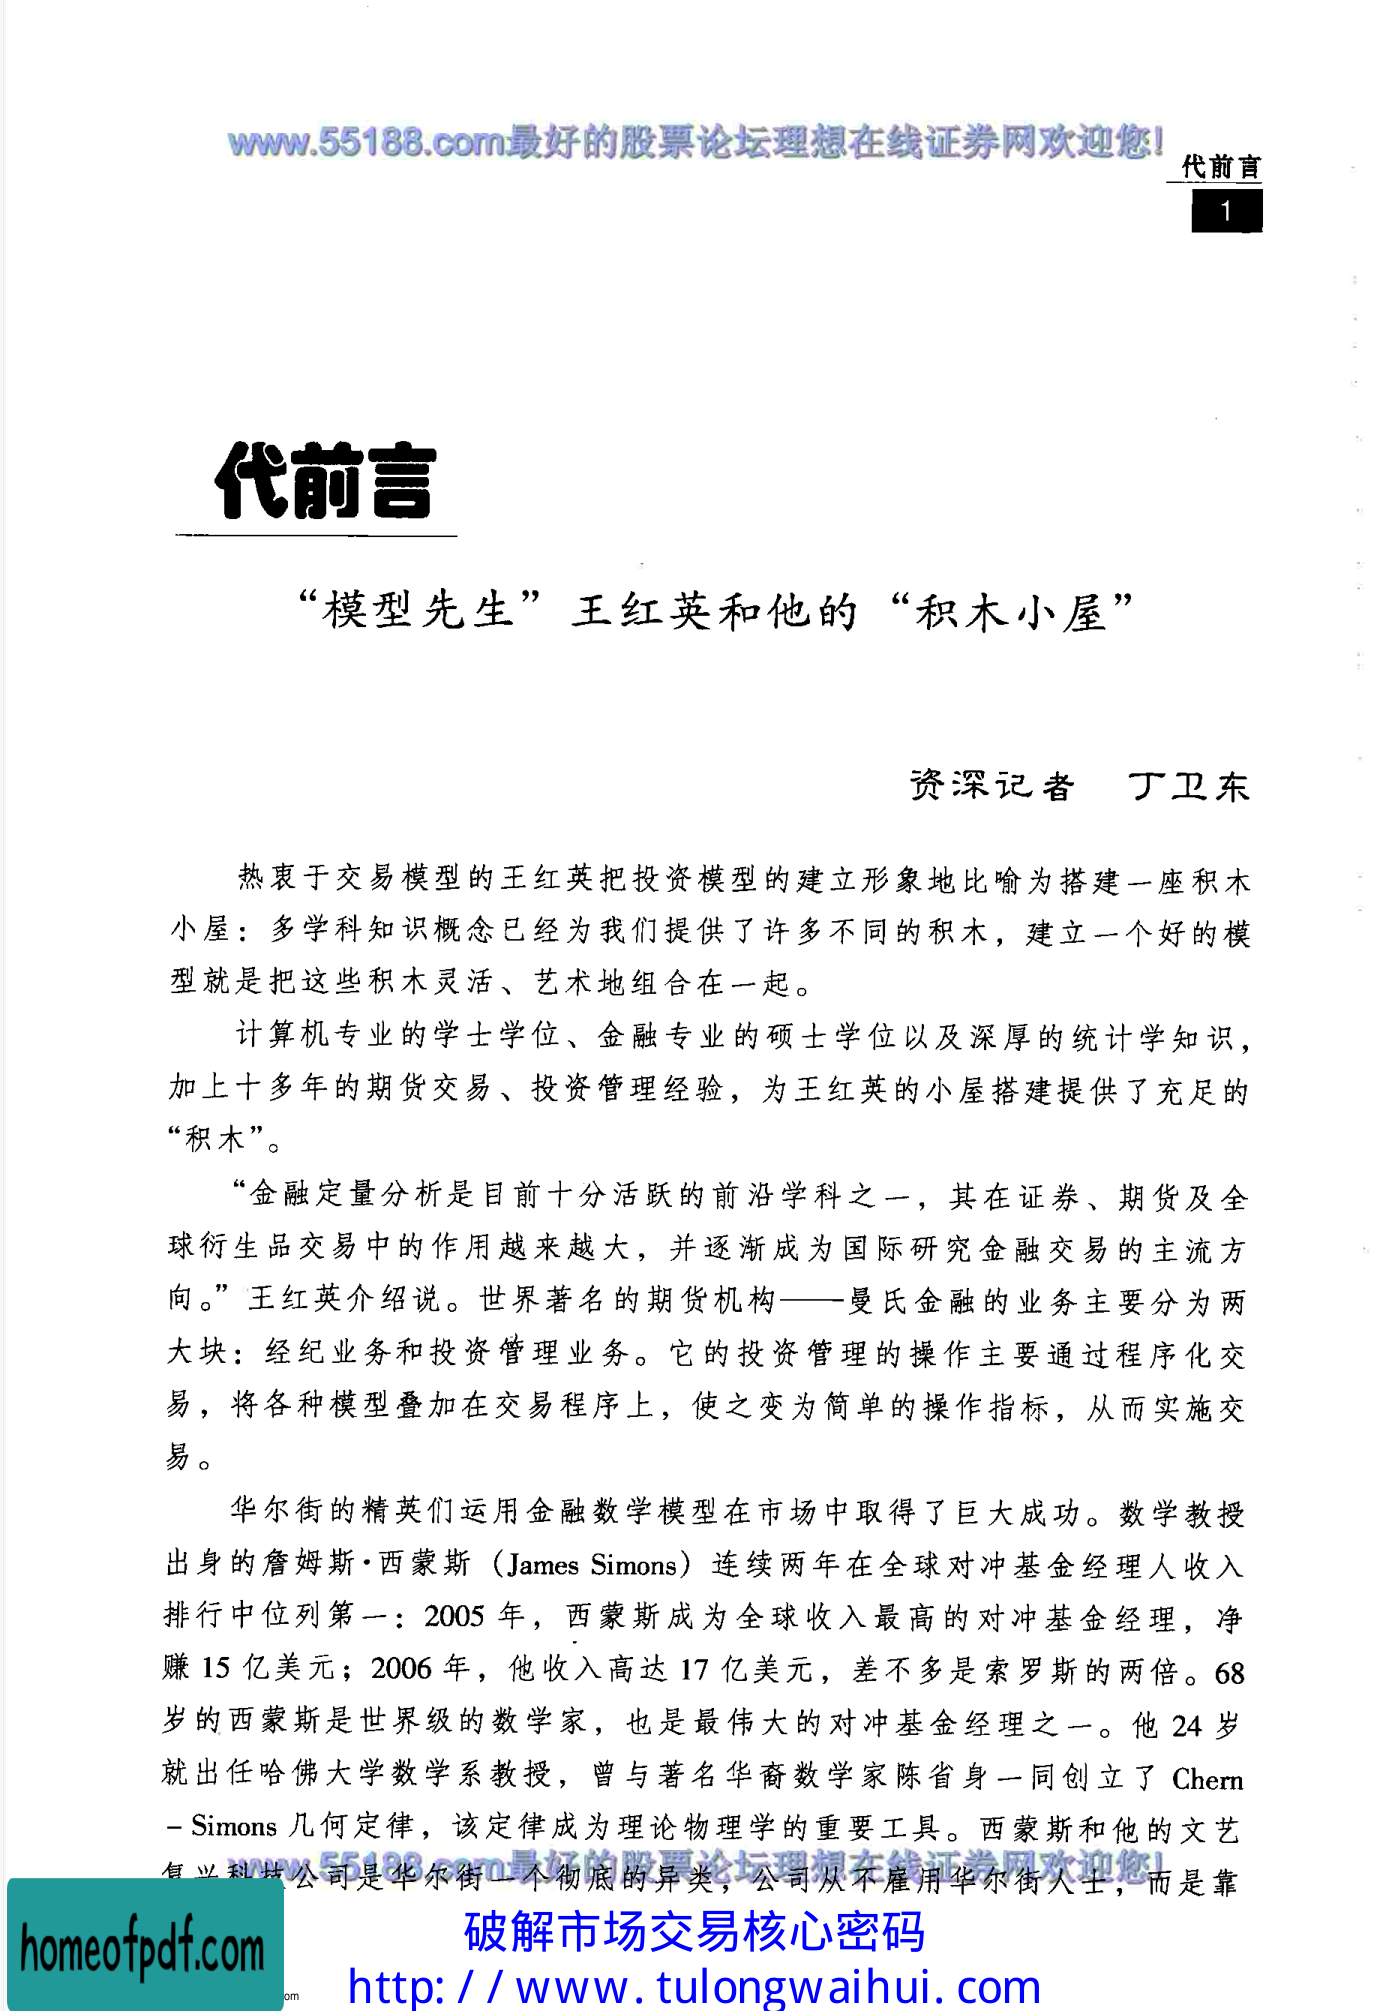 www.55188.com最好的股票论坛理想在线证券网欢迎您!
代前言
1
代前言
“模型先生”王红英和他的“积木小屋”
资深记者 丁卫东
热衷于交易模型的王红英把投资模型的建立形象地比喻为搭建一座积木
小屋：多学科知识概念已经为我们提供了许多不同的积木，建立一个好的模
型就是把这些积木灵活、艺术地组合在一起。
计算机专业的学士学位、金融专业的硕士学位以及深厚的统计学知识，
加上十多年的期货交易、投资管理经验，为王红英的小屋搭建提供了充足的
“积木”。
“金融定量分析是目前十分活跃的前沿学科之一，其在证券、期货及全
球衍生品交易中的作用越来越大，并逐渐成为国际研究金融交易的主流方
向。”王红英介绍说。世界著名的期货机构——曼氏金融的业务主要分为两
大块：经纪业务和投资管理业务。它的投资管理的操作主要通过程序化交
易，将各种模型叠加在交易程序上，使之变为简单的操作指标，从而实施交
易。
华尔街的精英们运用金融数学模型在市场中取得了巨大成功。数学教授
出身的詹姆斯·西蒙斯（James Simons）连续两年在全球对冲基金经理人收入
排行中位列第一：2005 年，西蒙斯成为全球收入最高的对冲基金经理，净
赚 15 亿美元；2006 年，他收入高达 17 亿美元，差不多是索罗斯的两倍。68
岁的西蒙斯是世界级的数学家，也是最伟大的对冲基金经理之一。他 24 岁
就出任哈佛大学数学系教授，曾与著名华裔数学家陈省身一同创立了 Chern
－Simons 几何定律，该定律成为理论物理学的重要工具。西蒙斯和他的文艺
复兴科技公司是华尔街一个彻底的异类，公司从不雇用华尔街人士，而是靠
www.55188.com最好的股票论坛理想在线证券网欢迎您!
破解市场交易核心密码
homeofpdf.com
om
http://www.tulongwaihui.com